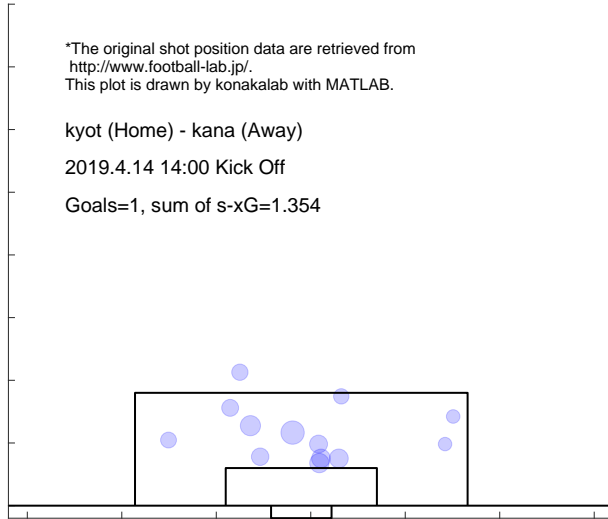 *The original shot position data are retrieved from
http://www.football-lab.jp/.
This plot is drawn by konakalab with MATLAB.
kyot (Home) - kana (Away)
2019.4.14 14:00 Kick Off
Goals=1, sum of s-xG=1.354